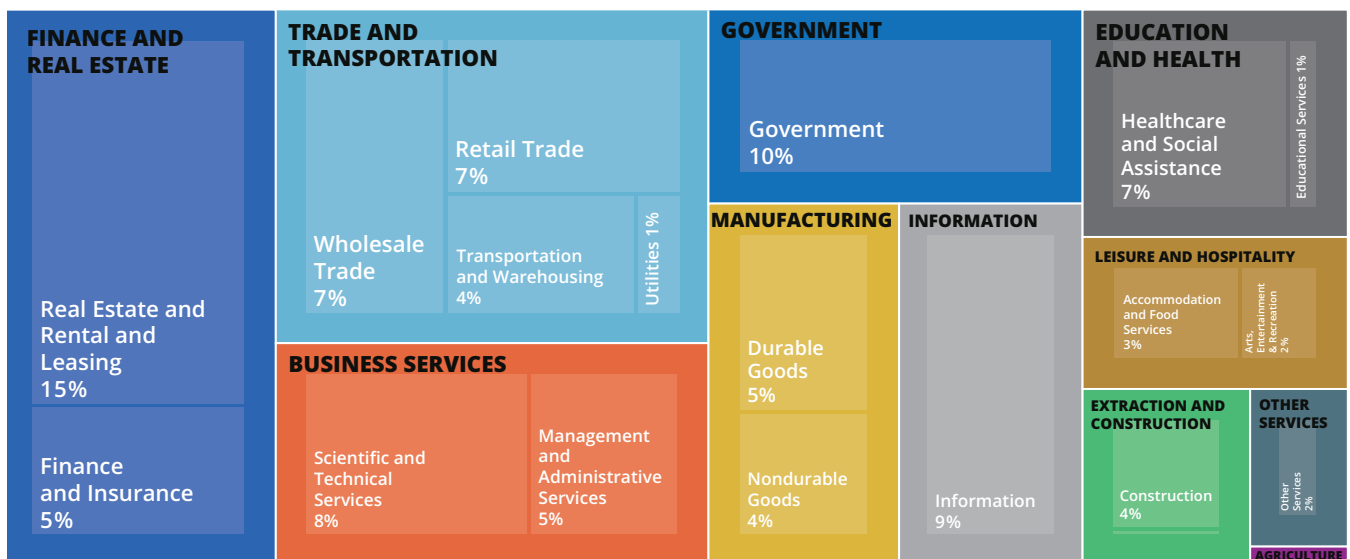 FINANCE AND
REAL ESTATE
Real Estate and
Rental and
Leasing
15%
Finance
and Insurance
5%
TRADE AND
TRANSPORTATION
Wholesale
Trade
7%
Retail Trade
7%
Transportation
and Warehousing
4%
Utilities 1%
BUSINESS SERVICES
Scientific and
Technical
Services
8%
Management
and
Administrative
Services
5%
GOVERNMENT
Government
10%
MANUFACTURING
Durable
Goods
5%
Nondurable
Goods
4%
INFORMATION
Information
9%
EDUCATION
AND HEALTH
Healthcare
and Social
Assistance
7%
Educational Services 1%
LEISURE AND HOSPITALITY
Accommodation
and Food
Services
3%
Arts,
Entertainment
& Recreation
2%
EXTRACTION AND
CONSTRUCTION
Construction
4%
OTHER
SERVICES
Other
Services
2%
AGRICULTURE